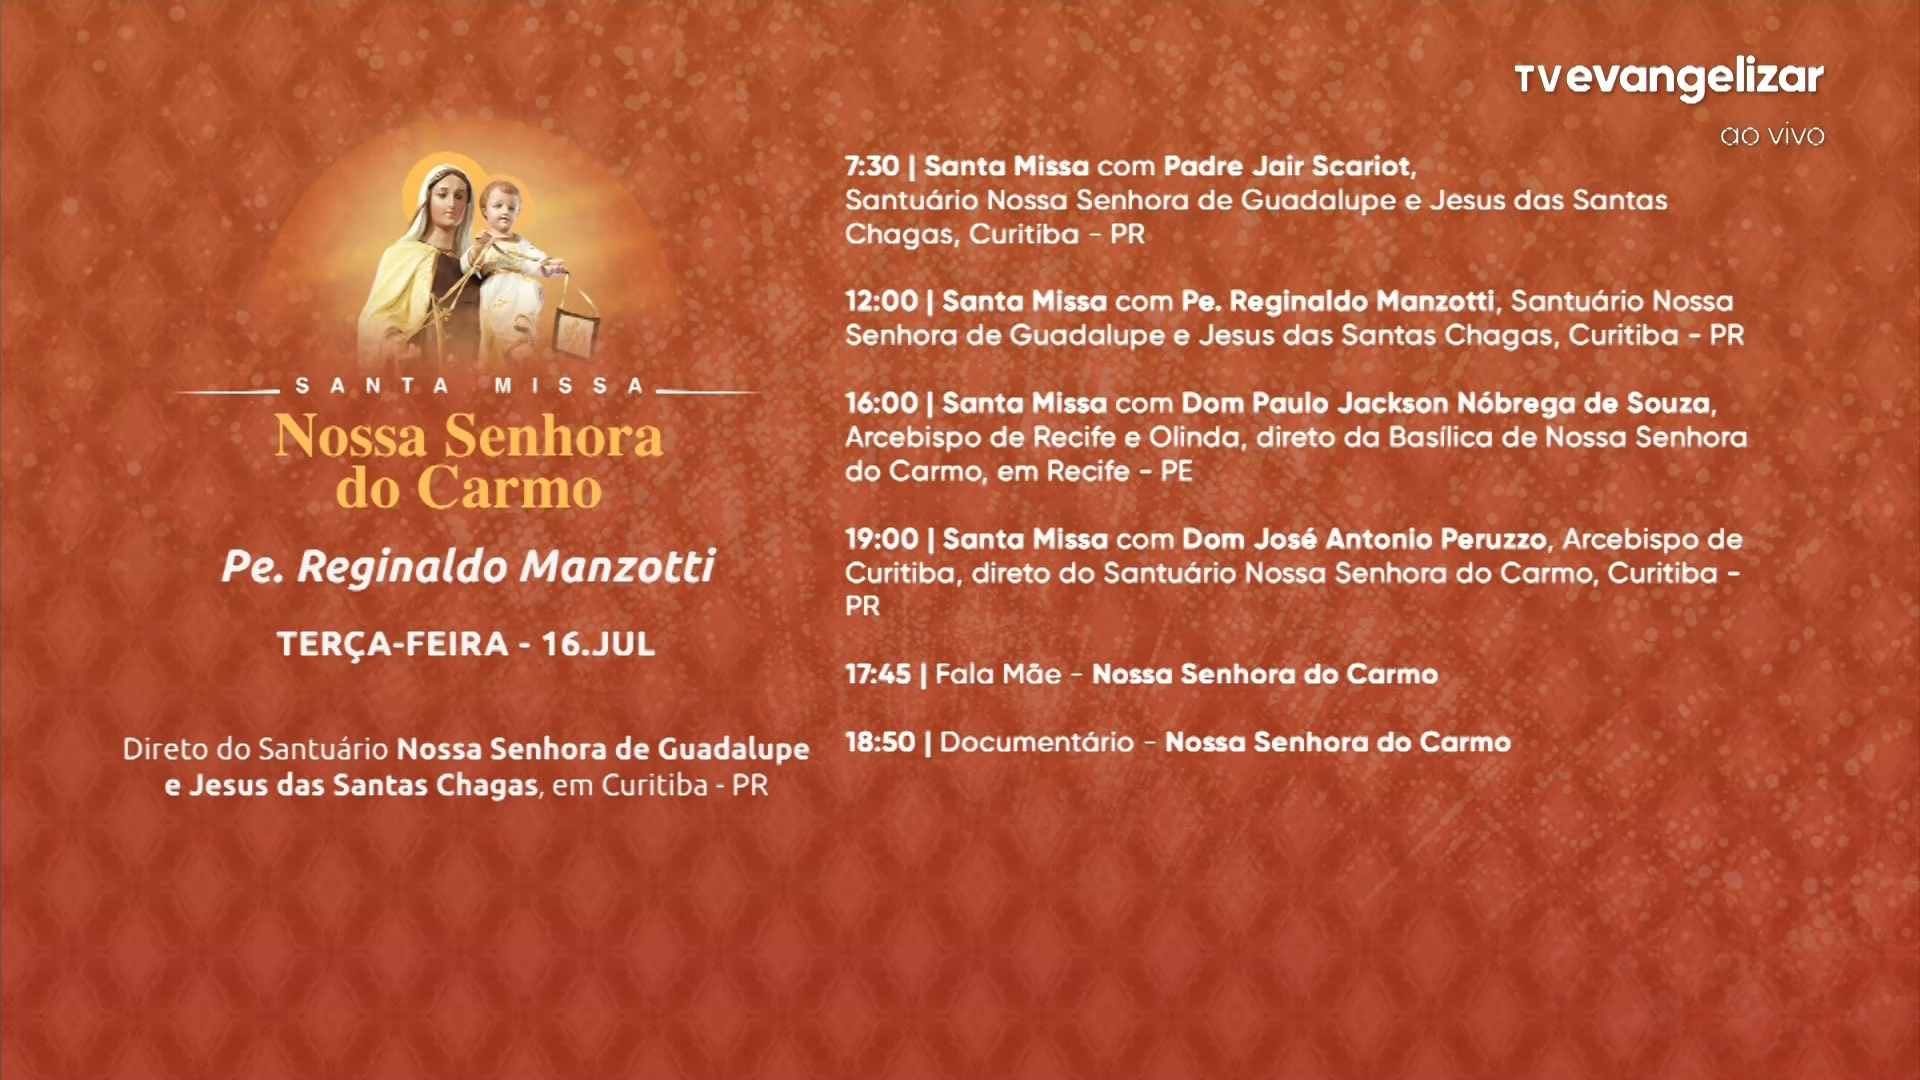 TVevangelizar
ao vivo
SANTA MISSA
Nossa Senhora
do Carmo
Pe. Reginaldo Manzotti
TERÇA-FEIRA - 16.JUL
Direto do Santuário Nossa Senhora de Guadalupe
e Jesus das Santas Chagas, em Curitiba - PR
7:30 | Santa Missa com Padre Jair Scariot,
Santuário Nossa Senhora de Guadalupe e Jesus das Santas
Chagas, Curitiba - PR
12:00 | Santa Missa com Pe. Reginaldo Manzotti, Santuário Nossa
Senhora de Guadalupe e Jesus das Santas Chagas, Curitiba - PR
16:00 | Santa Missa com Dom Paulo Jackson Nóbrega de Souza,
Arcebispo de Recife e Olinda, direto da Basílica de Nossa Senhora
do Carmo, em Recife - PE
19:00 | Santa Missa com Dom José Antonio Peruzzo, Arcebispo de
Curitiba, direto do Santuário Nossa Senhora do Carmo, Curitiba -
PR
17:45 | Fala Mãe - Nossa Senhora do Carmo
18:50 | Documentário - Nossa Senhora do Carmo